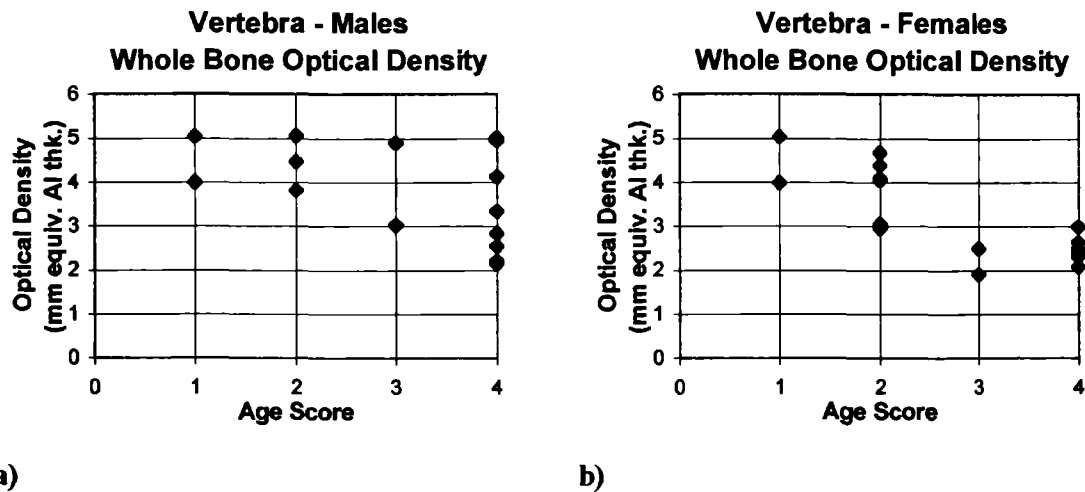 Vertebra - Males
Whole Bone Optical Density
Optical Density
(mm equiv. Al thk.)
6
5
4
3
2
1
0
0 1 2 3 4
Age Score
a)
Vertebra - Females
Whole Bone Optical Density
Optical Density
(mm equiv. Al thk.)
6
5
4
3
2
1
0
0 1 2 3 4
Age Score
b)